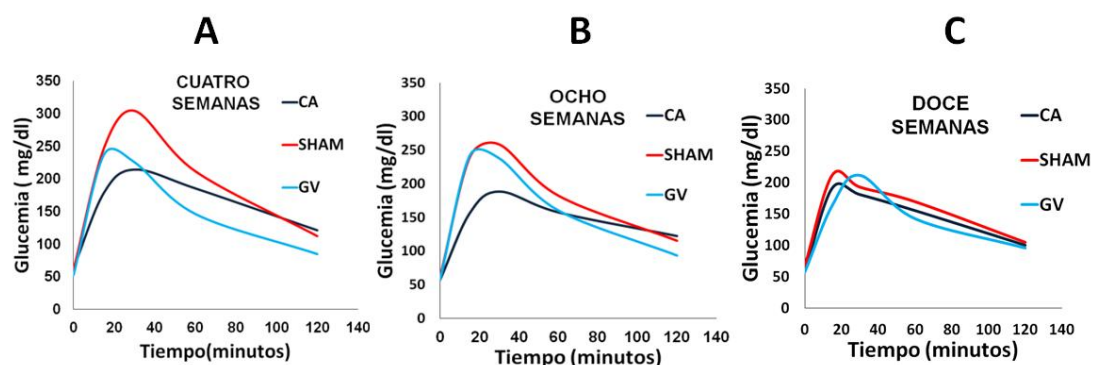 A
CUATRO
SEMANAS
CA
SHAM
GV
Glucemia ( mg/dl)
350
300
250
200
150
100
50
0
0 20 40 60 80 100 120 140
Tiempo(minutos)
B
OCHO
SEMANAS
CA
SHAM
GV
Glucemia (mg/dl)
350
300
250
200
150
100
50
0
0 20 40 60 80 100 120 140
Tiempo (minutos)
C
DOCE
SEMANAS
CA
SHAM
GV
Glucemia (mg/dl)
350
300
250
200
150
100
50
0
0 20 40 60 80 100 120 140
Tiempo (minutos)